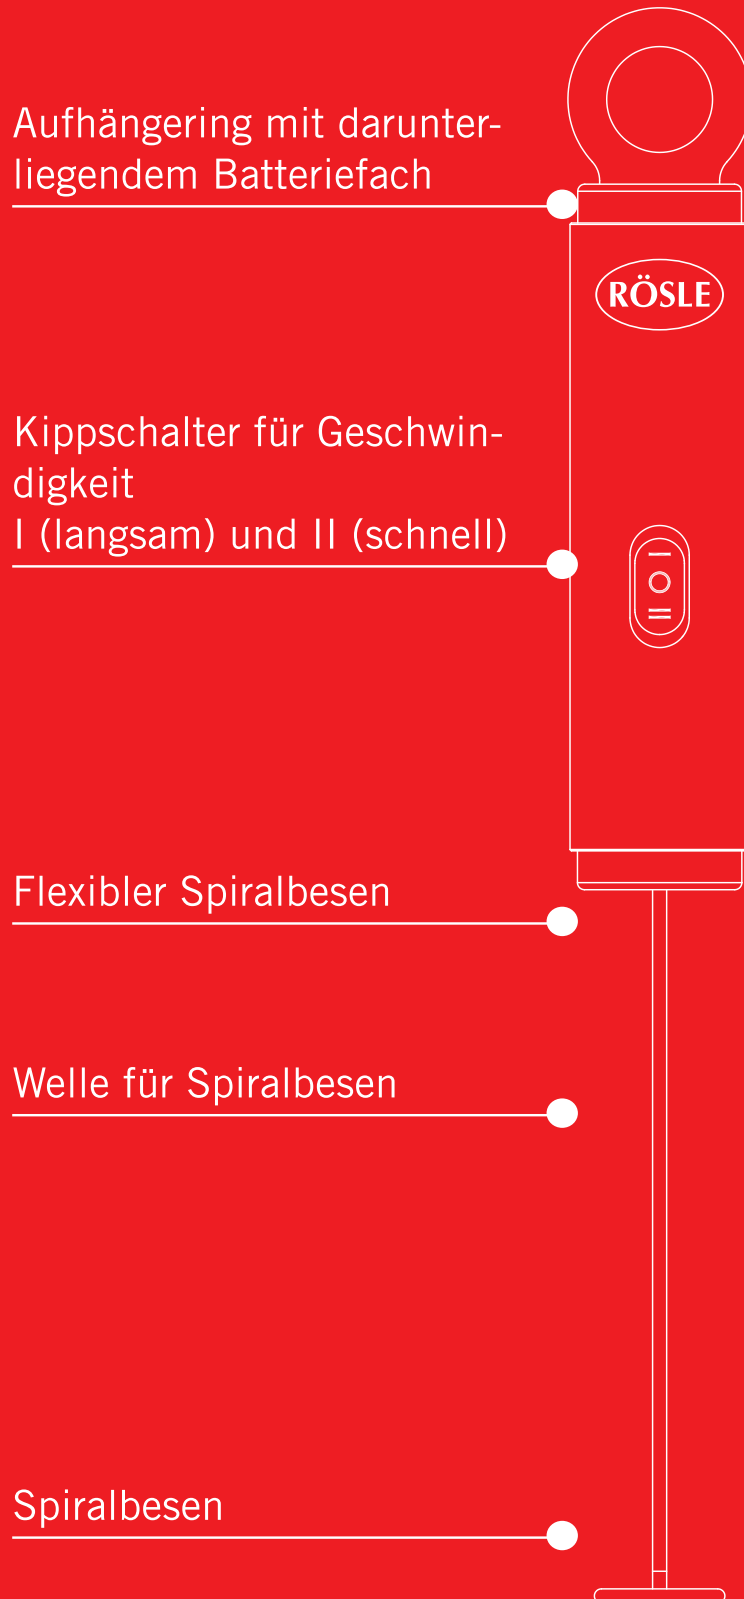 Aufhängering mit darunter-
liegendem Batteriefach
RÖSLE
Kippschalter für Geschwin-
digkeit
I (langsam) und II (schnell)
I
O
II
Flexibler Spiralbesen
Welle für Spiralbesen
Spiralbesen